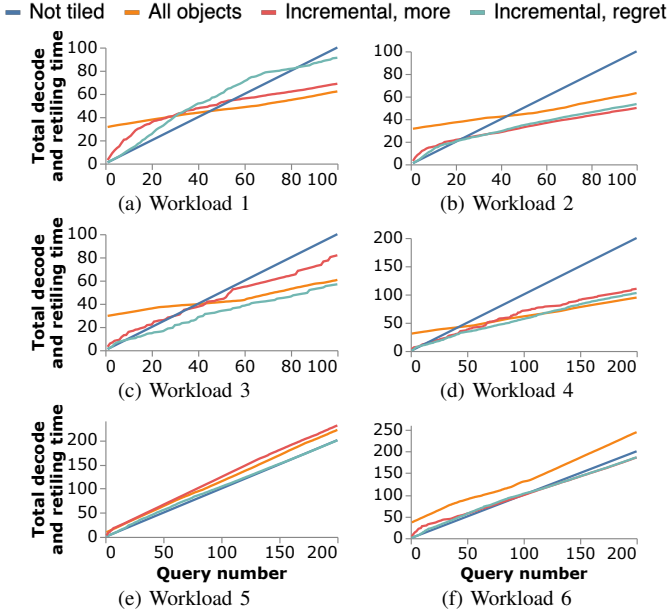 Not tiled All objects Incremental, more Incremental, regret
Total decode and retiling time
100
80
60
40
20
0
0 20 40 60 80 100
(a) Workload 1
100
80
60
40
20
0
0 20 40 60 80 100
(b) Workload 2
Total decode and retiling time
100
80
60
40
20
0
0 20 40 60 80 100
(c) Workload 3
200
150
100
50
0
0 50 100 150 200
(d) Workload 4
Total decode and retiling time
200
150
100
50
0
0 50 100 150 200
Query number
(e) Workload 5
250
200
150
100
50
0
0 50 100 150 200
Query number
(f) Workload 6